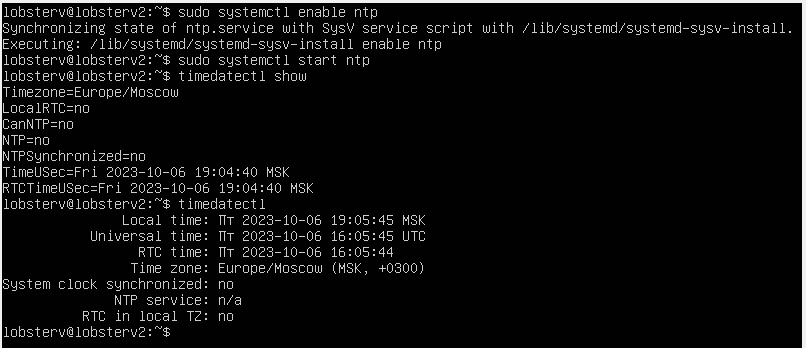 lobsterv@lobsterv2:~$ sudo systemctl enable ntp
Synchronizing state of ntp.service with SysV service script with /lib/systemd/systemd-sysv-install.
Executing: /lib/systemd/systemd-sysv-install enable ntp
lobsterv@lobsterv2:~$ sudo systemctl start ntp
lobsterv@lobsterv2:~$ timedatectl show
Timezone=Europe/Moscow
LocalRTC=no
CanNTP=no
NTP=no
NTPSynchronized=no
TimeUSec=Fri 2023-10-06 19:04:40 MSK
RTCTimeUSec=Fri 2023-10-06 19:04:40 MSK
lobsterv@lobsterv2:~$ timedatectl
Local time: Пт 2023-10-06 19:05:45 MSK
Universal time: Пт 2023-10-06 16:05:45 UTC
RTC time: Пт 2023-10-06 16:05:44
Time zone: Europe/Moscow (MSK, +0300)
System clock synchronized: no
NTP service: n/a
RTC in local TZ: no
lobsterv@lobsterv2:~$